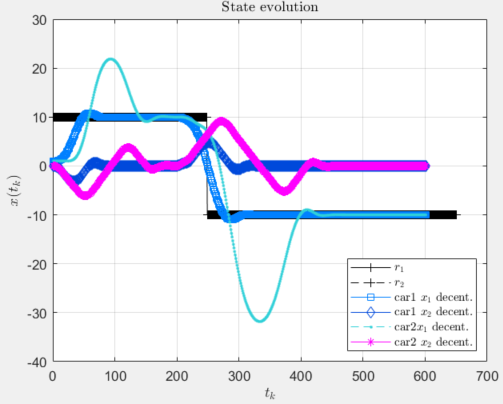 State evolution
30
20
10
0
-10
-20
-30
-40
x(t_k)
0 100 200 300 400 500 600 700
t_k
r_1
r_2
car1 x_1 decent.
car1 x_2 decent.
car2x_1 decent.
car2 x_2 decent.